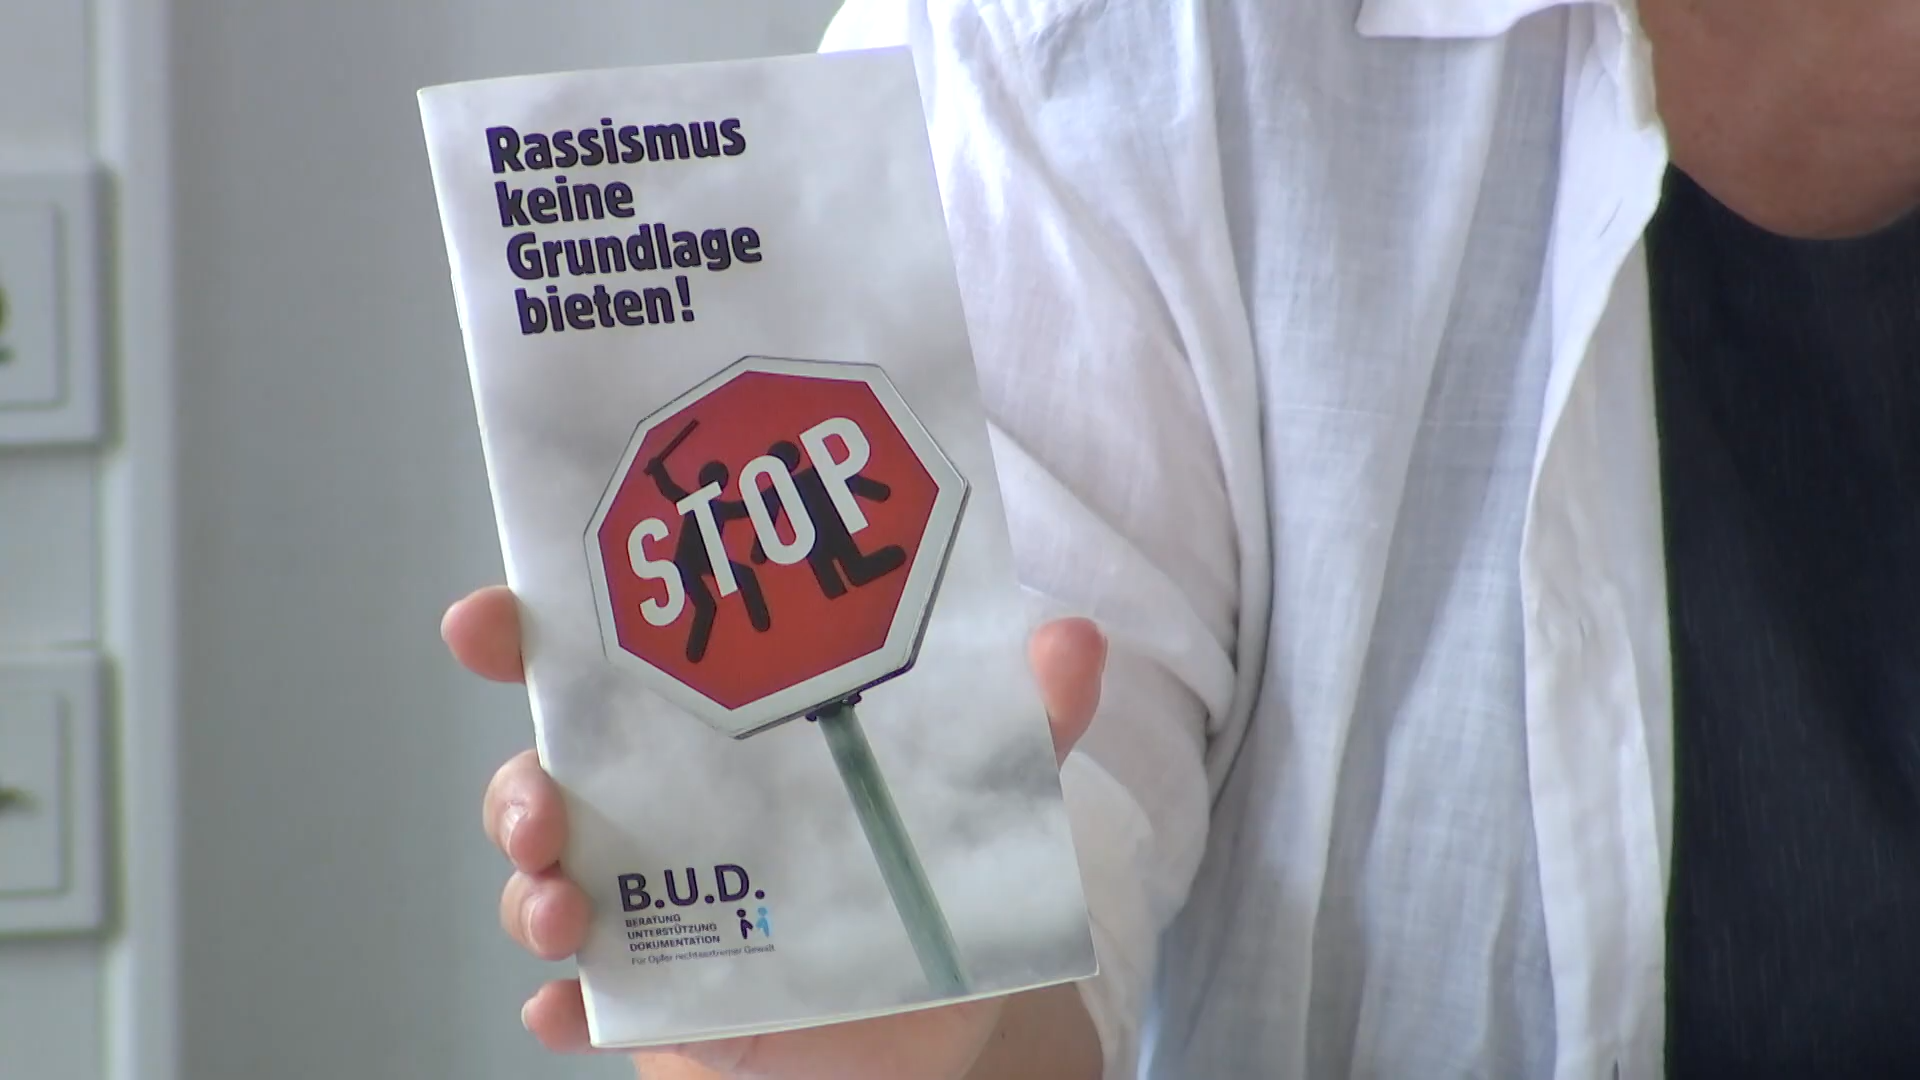 Rassismus
keine
Grundlage
bieten!
STOP
B.U.D.
BERATUNG
UNTERSTÜTZUNG
DOKUMENTATION
Für Opfer rechtsextremer Gewalt